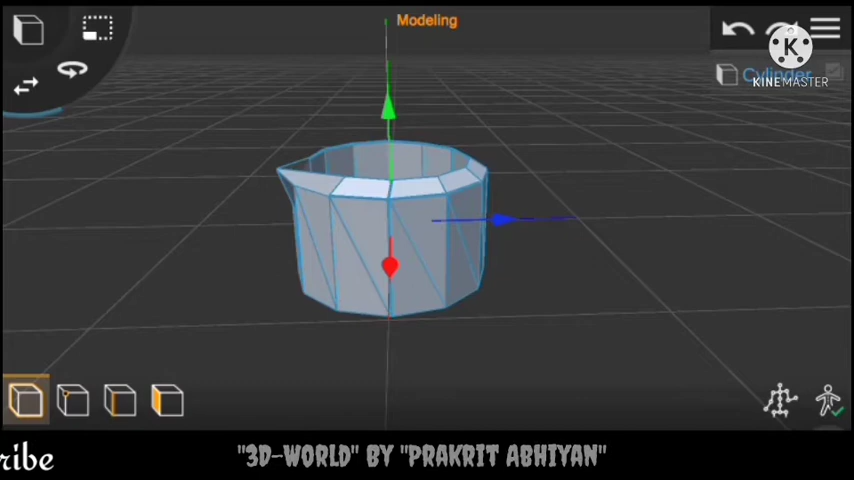 Modeling
Cylinder
K
KINEMASTER
ribe
"3D-WORLD" BY "PRAKRIT ABHIYAN"